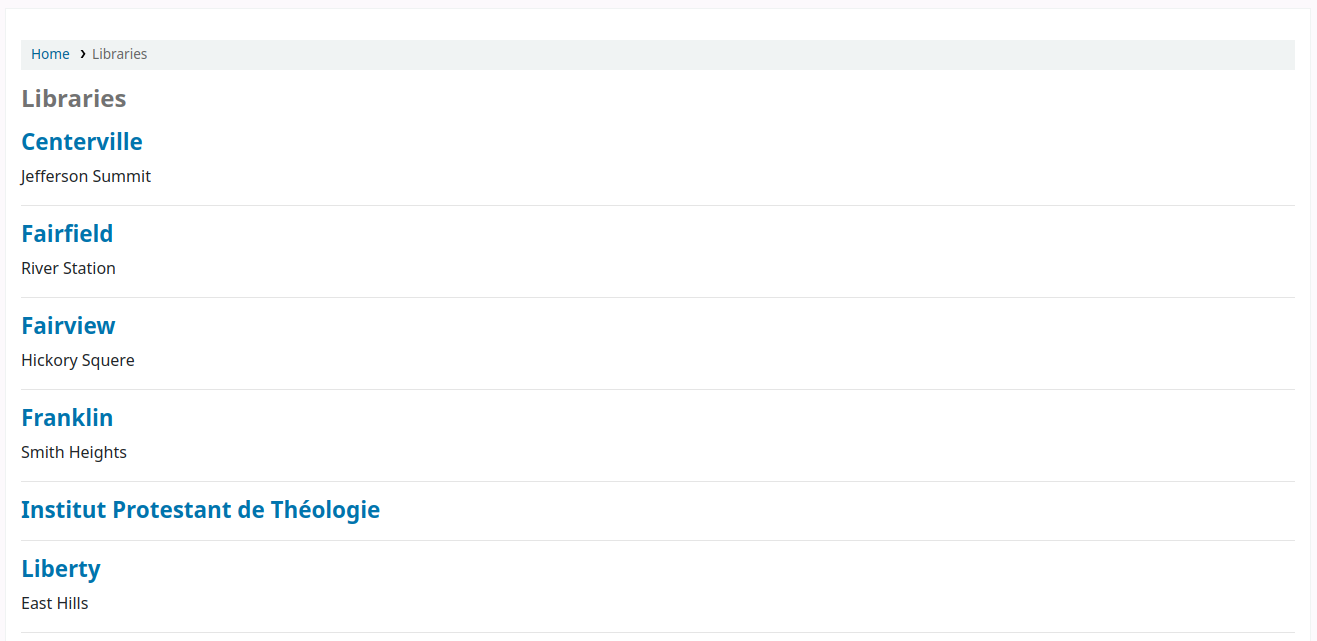 Home › Libraries
Libraries
Centerville
Jefferson Summit
Fairfield
River Station
Fairview
Hickory Squere
Franklin
Smith Heights
Institut Protestant de Théologie
Liberty
East Hills